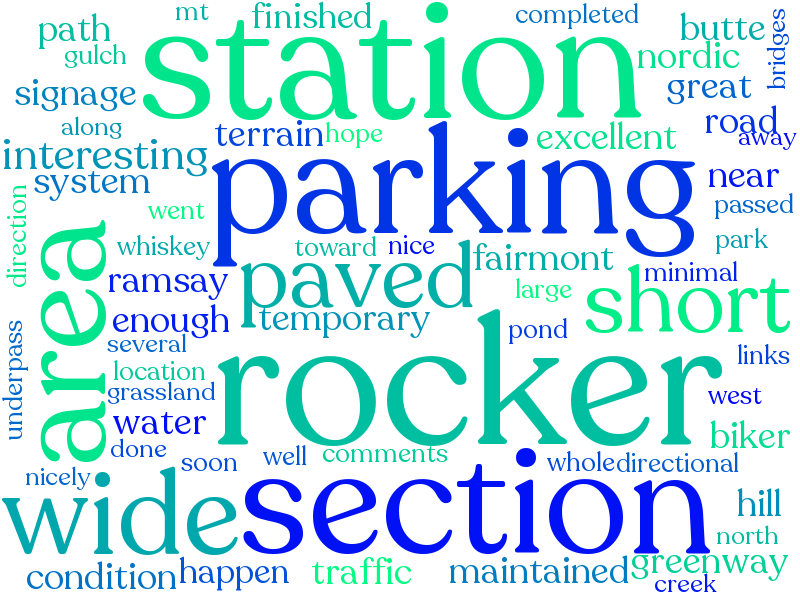 mt
finished
completed
path
station
butte
bridges
gulch
nordic
signage
great
along
terrain
hope
excellent
road
away
interesting
parking
system
near
direction
went
passed
area
whiskey
toward
nice
fairmont
park
ramsay
paved
minimal
large
short
enough
temporary
pond
underpass
several
rocker
links
location
grassland
west
water
biker
done
soon
well
comments
whole
directional
nicely
wide
section
hill
north
condition
happen
traffic
maintained
greenway
creek